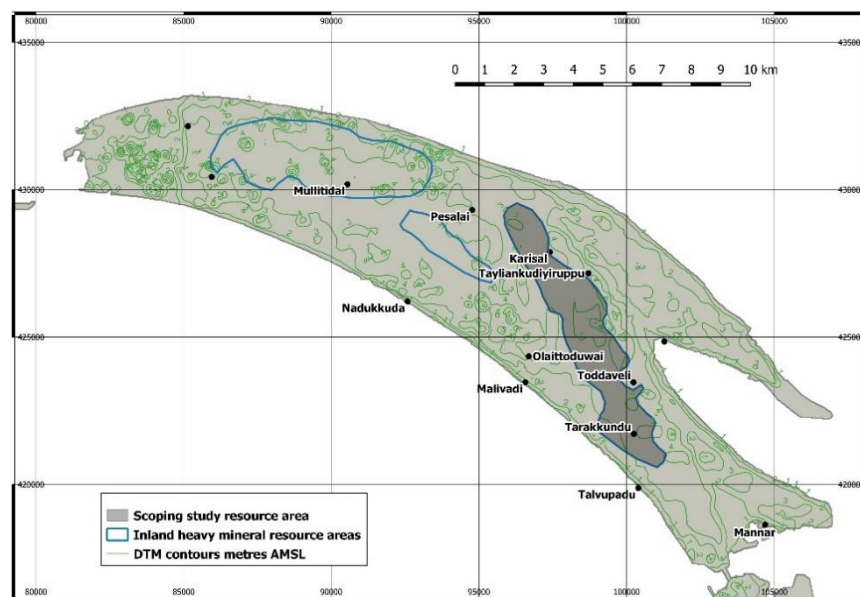 80000 85000 90000 95000 100000 105000
435000 435000
0 1 2 3 4 5 6 7 8 9 10 km
430000 430000
Mullitidal
Pesalai
Karisal
Tayliankudiyiruppu
Nadukkuda
425000 425000
Olaittoduwai
Toddaveli
Malivadi
Tarakkundu
420000 420000
Talvupadu
Mannar
Scoping study resource area
Inland heavy mineral resource areas
DTM contours metres AMSL
80000 85000 90000 95000 100000 105000